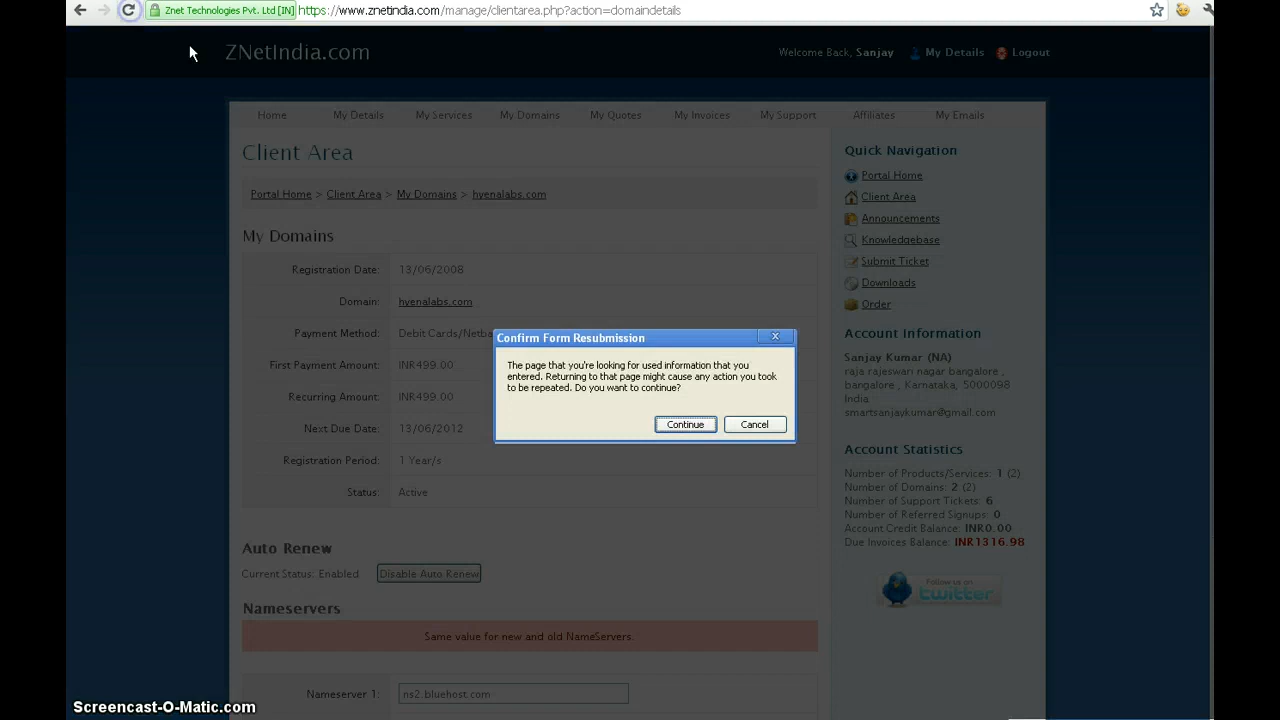 Znet Technologies Pvt. Ltd [IN] https://www.znetindia.com/manage/clientarea.php?action=domaindetails
ZNetIndia.com
Welcome Back, Sanjay My Details Logout
Home My Details My Services My Domains My Quotes My Invoices My Support Affiliates My Emails
Client Area
Portal Home > Client Area > My Domains > hyenalabs.com
My Domains
Registration Date: 13/06/2008
Domain: hyenalabs.com
Payment Method: Debit Cards/Netba
First Payment Amount: INR499.00
Recurring Amount: INR499.00
Next Due Date: 13/06/2012
Registration Period: 1 Year/s
Status: Active
Auto Renew
Current Status: Enabled Disable Auto Renew
Nameservers
Same value for new and old NameServers.
Nameserver 1: ns2.bluehost.com
Confirm Form Resubmission
The page that you're looking for used information that you
entered. Returning to that page might cause any action you took
to be repeated. Do you want to continue?
Continue Cancel
Quick Navigation
Portal Home
Client Area
Announcements
Knowledgebase
Submit Ticket
Downloads
Order
Account Information
Sanjay Kumar (NA)
raja rajeswari nagar bangalore ,
bangalore , Karnataka, 5000098
India
smartsanjaykumar@gmail.com
Account Statistics
Number of Products/Services: 1 (2)
Number of Domains: 2 (2)
Number of Support Tickets: 6
Number of Referred Signups: 0
Account Credit Balance: INR0.00
Due Invoices Balance: INR1316.98
Follow us on
twitter
Screencast-O-Matic.com